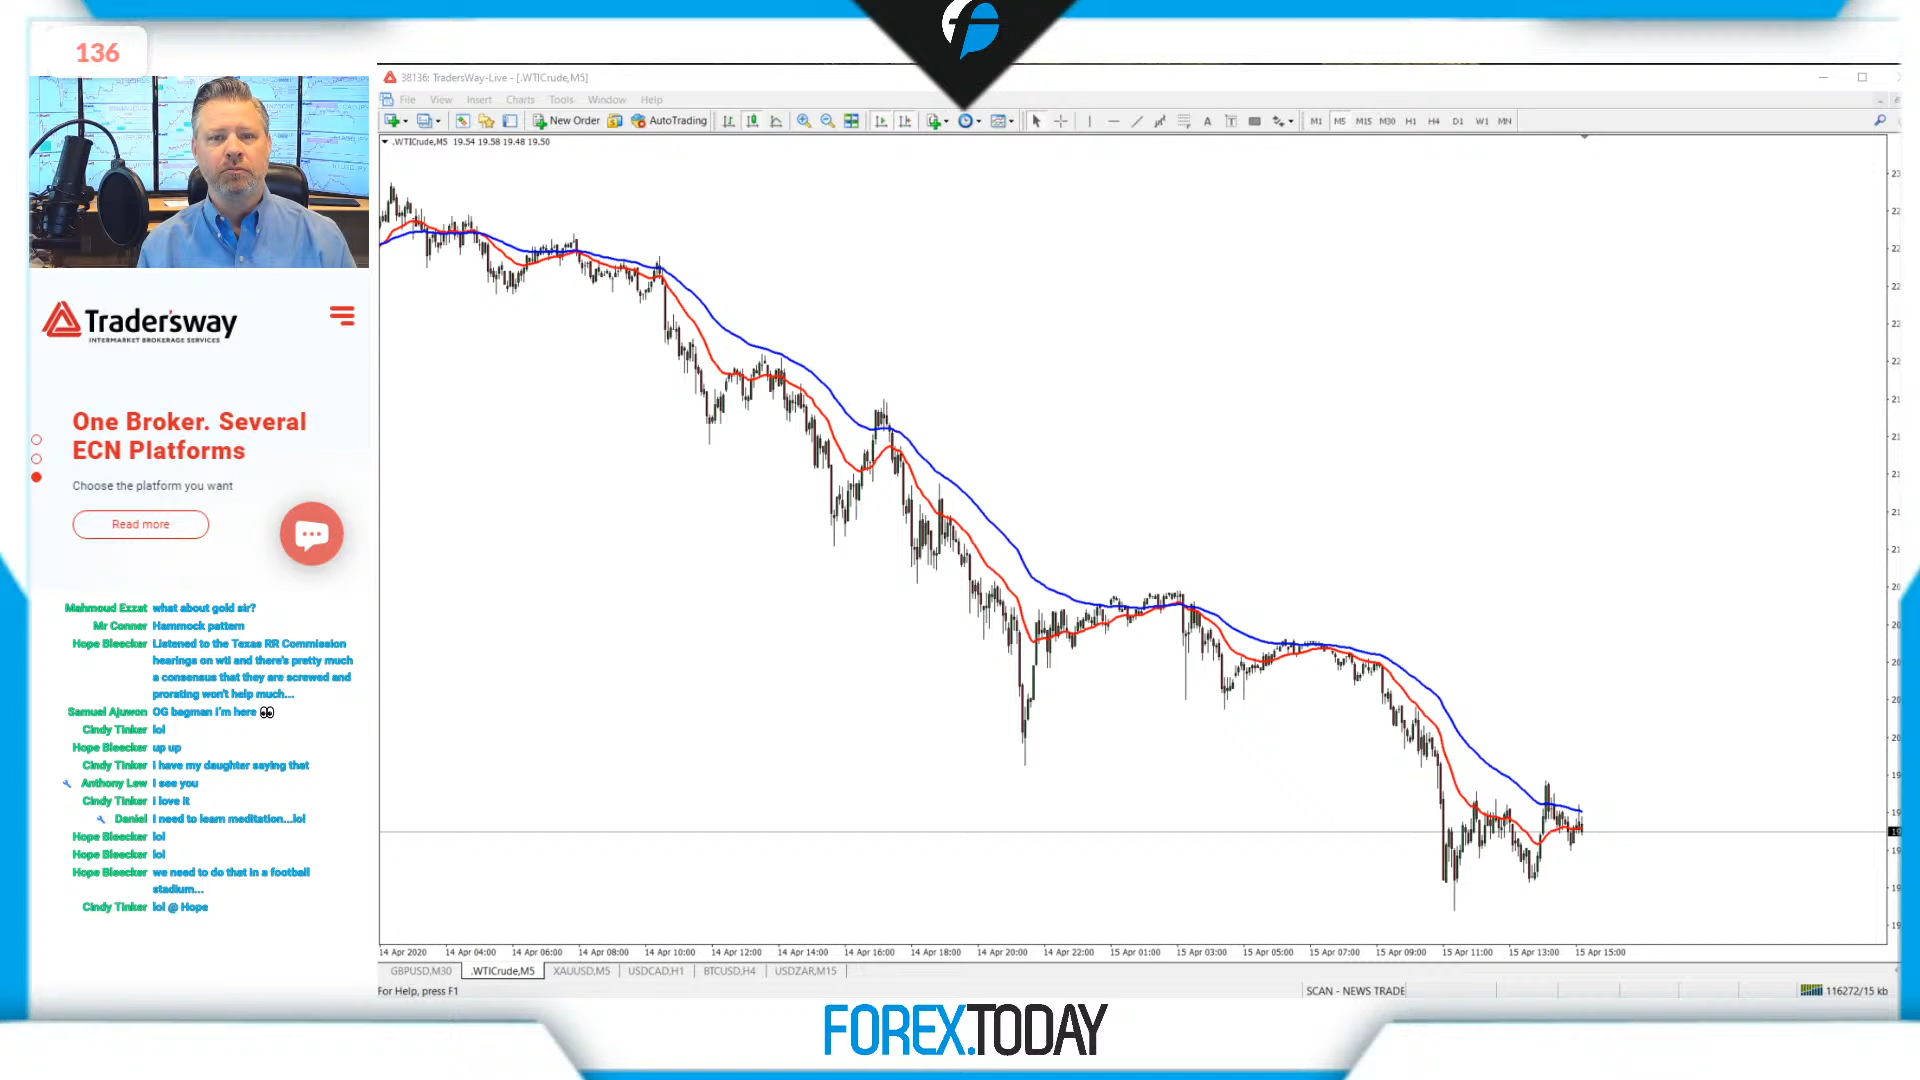 136
38136: TradersWay-Live - [.WTICrude,M5]
File View Insert Charts Tools Window Help
New Order AutoTrading A T M1 M5 M15 M30 H1 H4 D1 W1 MN
.WTICrude,M5 19.54 19.58 19.48 19.50
Trader'sway
INTERMARKET BROKERAGE SERVICES
One Broker. Several
ECN Platforms
Choose the platform you want
Read more
Mahmoud Ezzat what about gold sir?
Mr Conner Hammock pattern
Hope Bleecker Listened to the Texas RR Commission
hearings on wti and there's pretty much
a consensus that they are screwed and
prorating won't help much...
Samuel Ajuwon OG bagman I'm here 👀
Cindy Tinker lol
Hope Bleecker up up
Cindy Tinker I have my daughter saying that
Anthony Lew I see you
Cindy Tinker I love it
Daniel I need to learn meditation...lol
Hope Bleecker lol
Hope Bleecker lol
Hope Bleecker we need to do that in a football
stadium...
Cindy Tinker lol @ Hope
14 Apr 2020 14 Apr 04:00 14 Apr 06:00 14 Apr 08:00 14 Apr 10:00 14 Apr 12:00 14 Apr 14:00 14 Apr 16:00 14 Apr 18:00 14 Apr 20:00 14 Apr 22:00 15 Apr 01:00 15 Apr 03:00 15 Apr 05:00 15 Apr 07:00 15 Apr 09:00 15 Apr 11:00 15 Apr 13:00 15 Apr 15:00
GBPUSD,M30 .WTICrude,M5 XAUUSD,M5 USDCAD,H1 BTCUSD,H4 USDZAR,M15
For Help, press F1
SCAN - NEWS TRADE
116272/15 kb
FOREX.TODAY